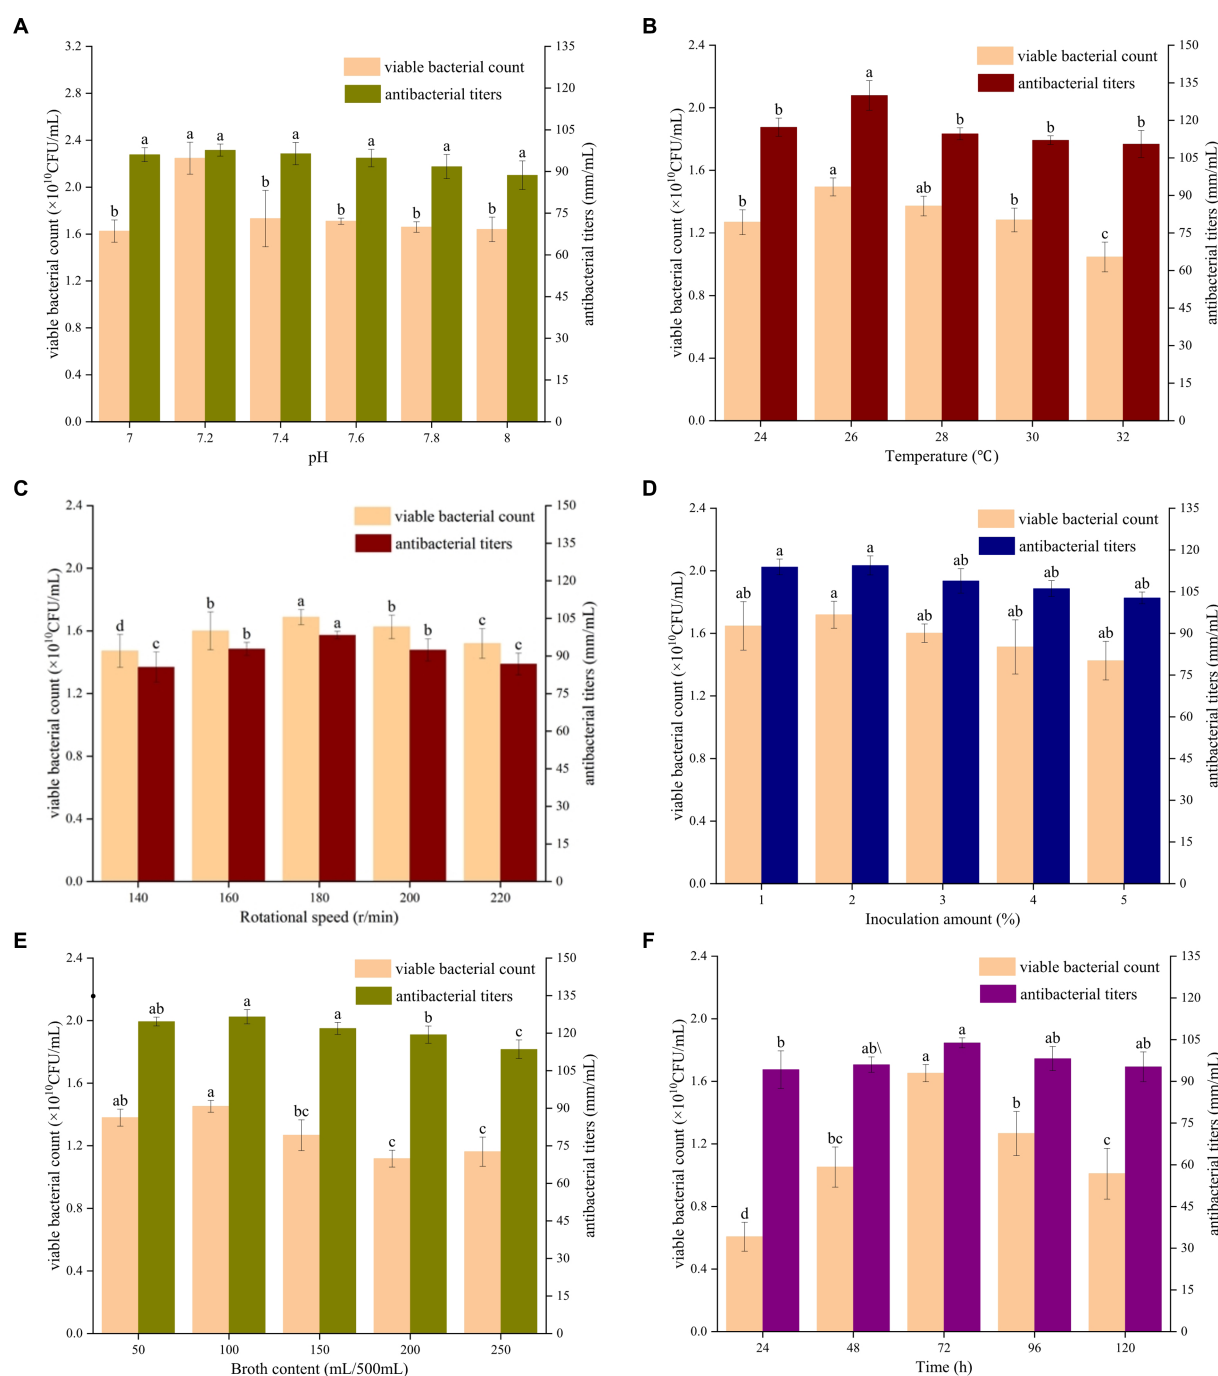 A
viable bacterial count
antibacterial titers
viable bacterial count (×10¹⁰CFU/mL)
3.2
2.8
2.4
2.0
1.6
1.2
0.8
0.4
0.0
135
120
105
90
75
60
45
30
15
0
antibacterial titers (mm/mL)
b a a a b a b a b a b a
7 7.2 7.4 7.6 7.8 8
pH
B
viable bacterial count
antibacterial titers
viable bacterial count (×10¹⁰CFU/mL)
2.4
2.0
1.6
1.2
0.8
0.4
0.0
150
135
120
105
90
75
60
45
30
15
0
antibacterial titers (mm/mL)
b b a a ab b b b c b
24 26 28 30 32
Temperature (℃)
C
viable bacterial count
antibacterial titers
viable bacterial count (×10¹⁰CFU/mL)
2.4
2.0
1.6
1.2
0.8
0.4
0.0
150
135
120
105
90
75
60
45
30
15
0
antibacterial titers (mm/mL)
d c b b a a b b c c
140 160 180 200 220
Rotational speed (r/min)
D
viable bacterial count
antibacterial titers
viable bacterial count (×10¹⁰CFU/mL)
2.4
2.0
1.6
1.2
0.8
0.4
0.0
135
120
105
90
75
60
45
30
15
0
antibacterial titers (mm/mL)
ab a a a ab ab ab ab ab ab
1 2 3 4 5
Inoculation amount (%)
E
viable bacterial count
antibacterial titers
viable bacterial count (×10¹⁰CFU/mL)
2.4
2.0
1.6
1.2
0.8
0.4
0.0
150
135
120
105
90
75
60
45
30
15
0
antibacterial titers (mm/mL)
ab ab a a bc a c b c c
50 100 150 200 250
Broth content (mL/500mL)
F
viable bacterial count
antibacterial titers
viable bacterial count (×10¹⁰CFU/mL)
2.4
2.0
1.6
1.2
0.8
0.4
0.0
135
120
105
90
75
60
45
30
15
0
antibacterial titers (mm/mL)
d b bc ab\ a a b ab c ab
24 48 72 96 120
Time (h)